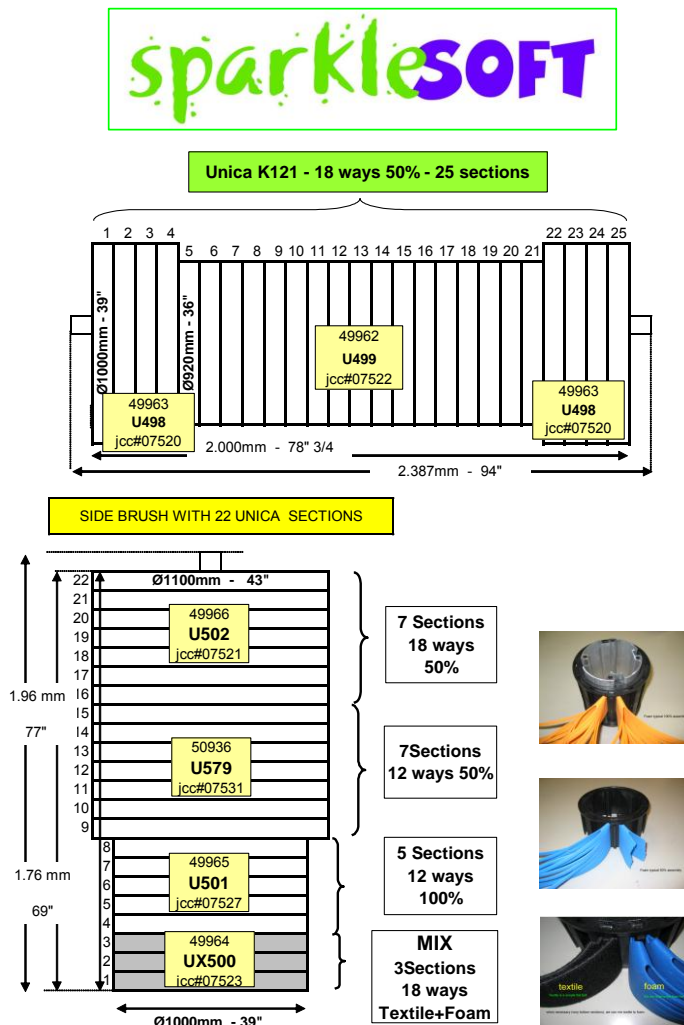 sparkleSOFT
Unica K121 - 18 ways 50% - 25 sections
1 2 3 4 5 6 7 8 9 10 11 12 13 14 15 16 17 18 19 20 21 22 23 24 25
Ø1000mm - 39"
Ø920mm - 36"
49962
U499
jcc#07522
49963
U498
jcc#07520
49963
U498
jcc#07520
2.000mm - 78" 3/4
2.387mm - 94"
SIDE BRUSH WITH 22 UNICA SECTIONS
Ø1100mm - 43"
22
21
20
19
18
17
16
15
14
13
12
11
10
9
8
7
6
5
4
3
2
1
49966
U502
jcc#07521
50936
U579
jcc#07531
49965
U501
jcc#07527
49964
UX500
jcc#07523
1.96 mm
77"
1.76 mm
69"
Ø1000mm - 39"
7 Sections
18 ways
50%
7Sections
12 ways 50%
5 Sections
12 ways
100%
MIX
3Sections
18 ways
Textile+Foam
textile
foam